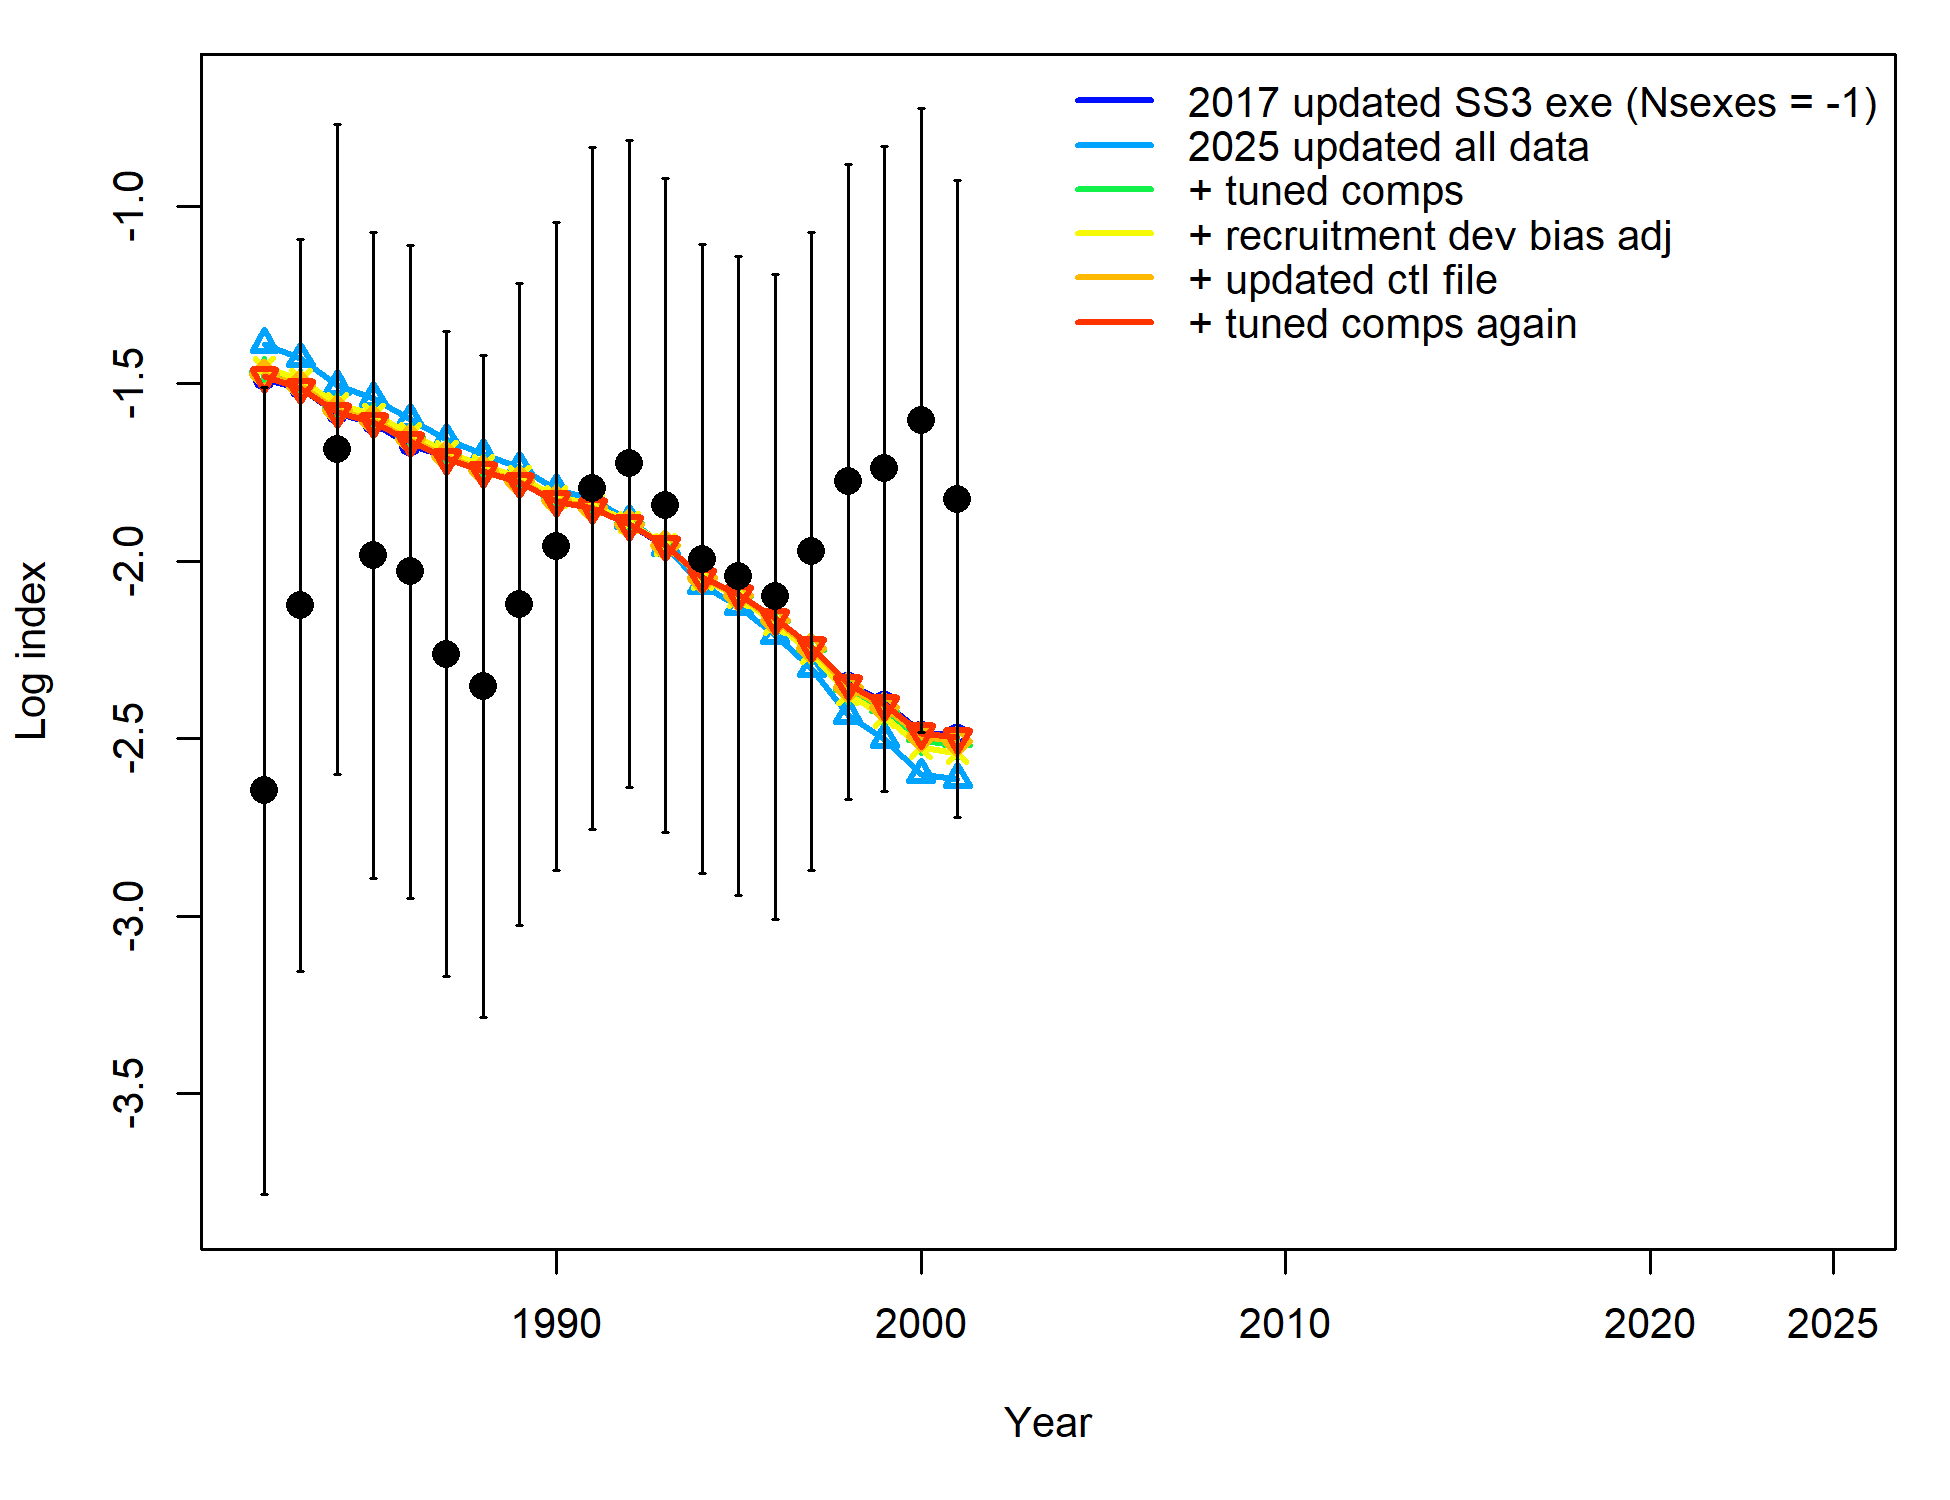 2017 updated SS3 exe (Nsexes = -1)
2025 updated all data
+ tuned comps
+ recruitment dev bias adj
+ updated ctl file
+ tuned comps again
Log index
-1.0
-1.5
-2.0
-2.5
-3.0
-3.5
1990 2000 2010 2020 2025
Year